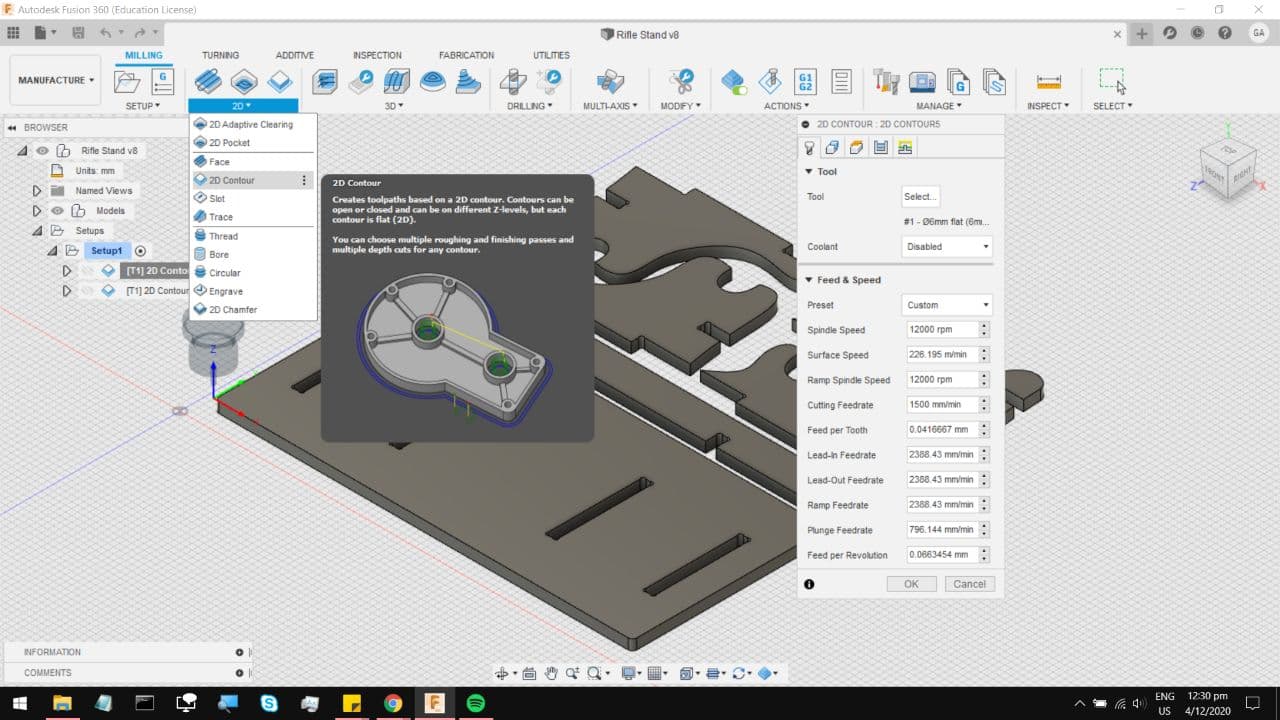 Autodesk Fusion 360 (Education License)
Rifle Stand v8
GA
MILLING TURNING ADDITIVE INSPECTION FABRICATION UTILITIES
MANUFACTURE
G
G1
G2
G
SETUP 2D 3D DRILLING MULTI-AXIS MODIFY ACTIONS MANAGE INSPECT SELECT
BROWSER
Rifle Stand v8
Units: mm
Named Views
Models
Setups
Setup1
[T1] 2D Conto
[T1] 2D Contour
2D Adaptive Clearing
2D Pocket
Face
2D Contour
Slot
Trace
Thread
Bore
Circular
Engrave
2D Chamfer
2D Contour
Creates toolpaths based on a 2D contour. Contours can be
open or closed and can be on different Z-levels, but each
contour is flat (2D).
You can choose multiple roughing and finishing passes and
multiple depth cuts for any contour.
Z
2D CONTOUR : 2D CONTOUR5
Tool
Tool Select...
#1 - Ø6mm flat (6m...
Coolant Disabled
Feed & Speed
Preset Custom
Spindle Speed 12000 rpm
Surface Speed 226.195 m/min
Ramp Spindle Speed 12000 rpm
Cutting Feedrate 1500 mm/min
Feed per Tooth 0.0416667 mm
Lead-In Feedrate 2388.43 mm/min
Lead-Out Feedrate 2388.43 mm/min
Ramp Feedrate 2388.43 mm/min
Plunge Feedrate 796.144 mm/min
Feed per Revolution 0.0663454 mm
OK Cancel
Y
TOP
FRONT RIGHT
Z X
INFORMATION
COMMENTS
ENG 12:30 pm
US 4/12/2020